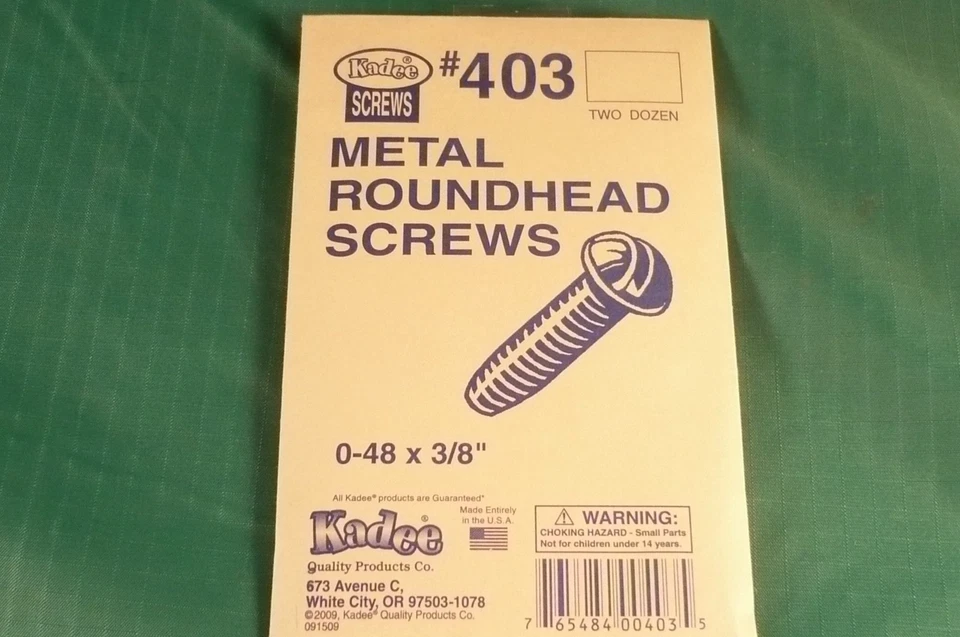 Kadee®
SCREWS
#403
TWO DOZEN
METAL
ROUNDHEAD
SCREWS
0-48 x 3/8"
All Kadee® products are Guaranteed*
Kadee®
Quality Products Co.
673 Avenue C,
White City, OR 97503-1078
©2009, Kadee® Quality Products Co.
091509
Made Entirely
in the U.S.A.
⚠ WARNING:
CHOKING HAZARD - Small Parts
Not for children under 14 years.
7 65484 00403 5